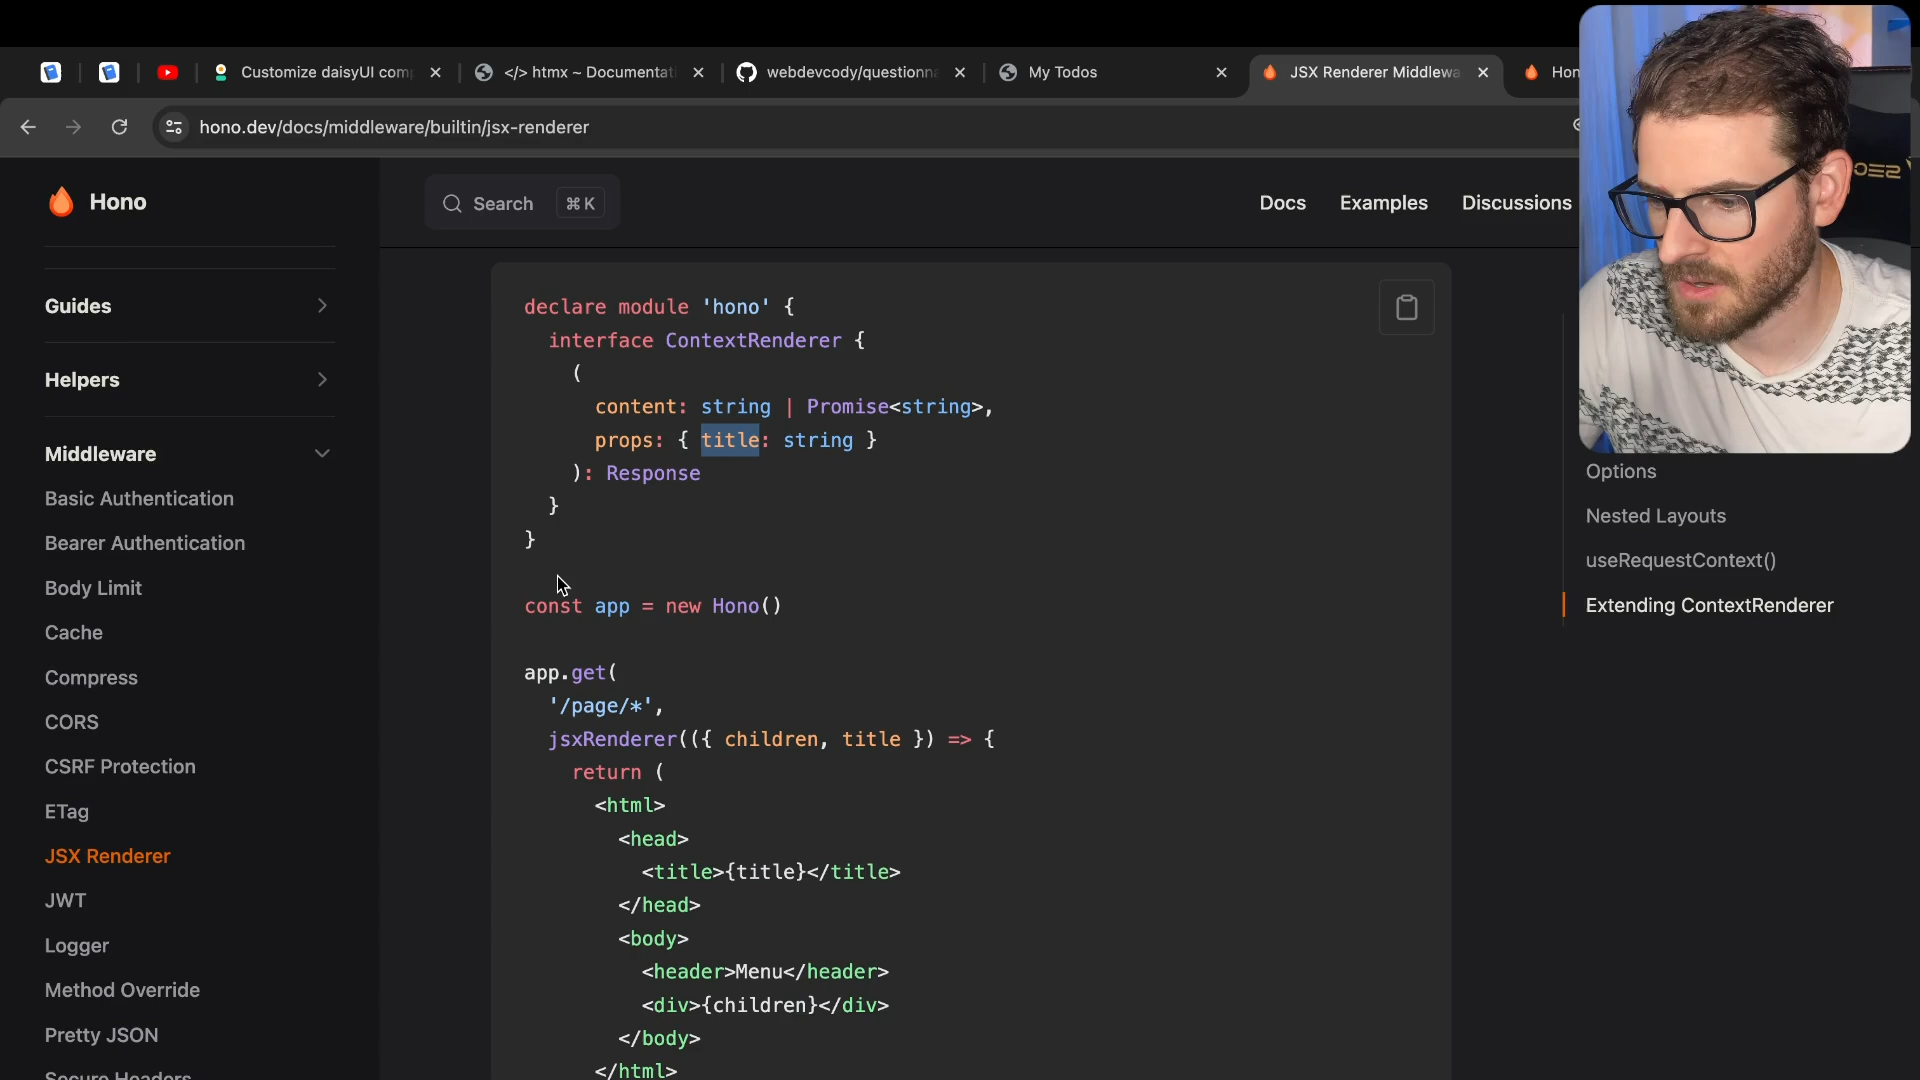 Customize daisyUI com
</> htmx ~ Documentati
webdevcody/questionna
My Todos
JSX Renderer Middlewa
Hon
hono.dev/docs/middleware/builtin/jsx-renderer
Hono
Search ⌘K
Docs
Examples
Discussions
Guides
Helpers
Middleware
Basic Authentication
Bearer Authentication
Body Limit
Cache
Compress
CORS
CSRF Protection
ETag
JSX Renderer
JWT
Logger
Method Override
Pretty JSON
Secure Headers
declare module 'hono' {
interface ContextRenderer {
(
content: string | Promise<string>,
props: { title: string }
): Response
}
}
const app = new Hono()
app.get(
'/page/*',
jsxRenderer(({ children, title }) => {
return (
<html>
<head>
<title>{title}</title>
</head>
<body>
<header>Menu</header>
<div>{children}</div>
</body>
</html>
Options
Nested Layouts
useRequestContext()
Extending ContextRenderer